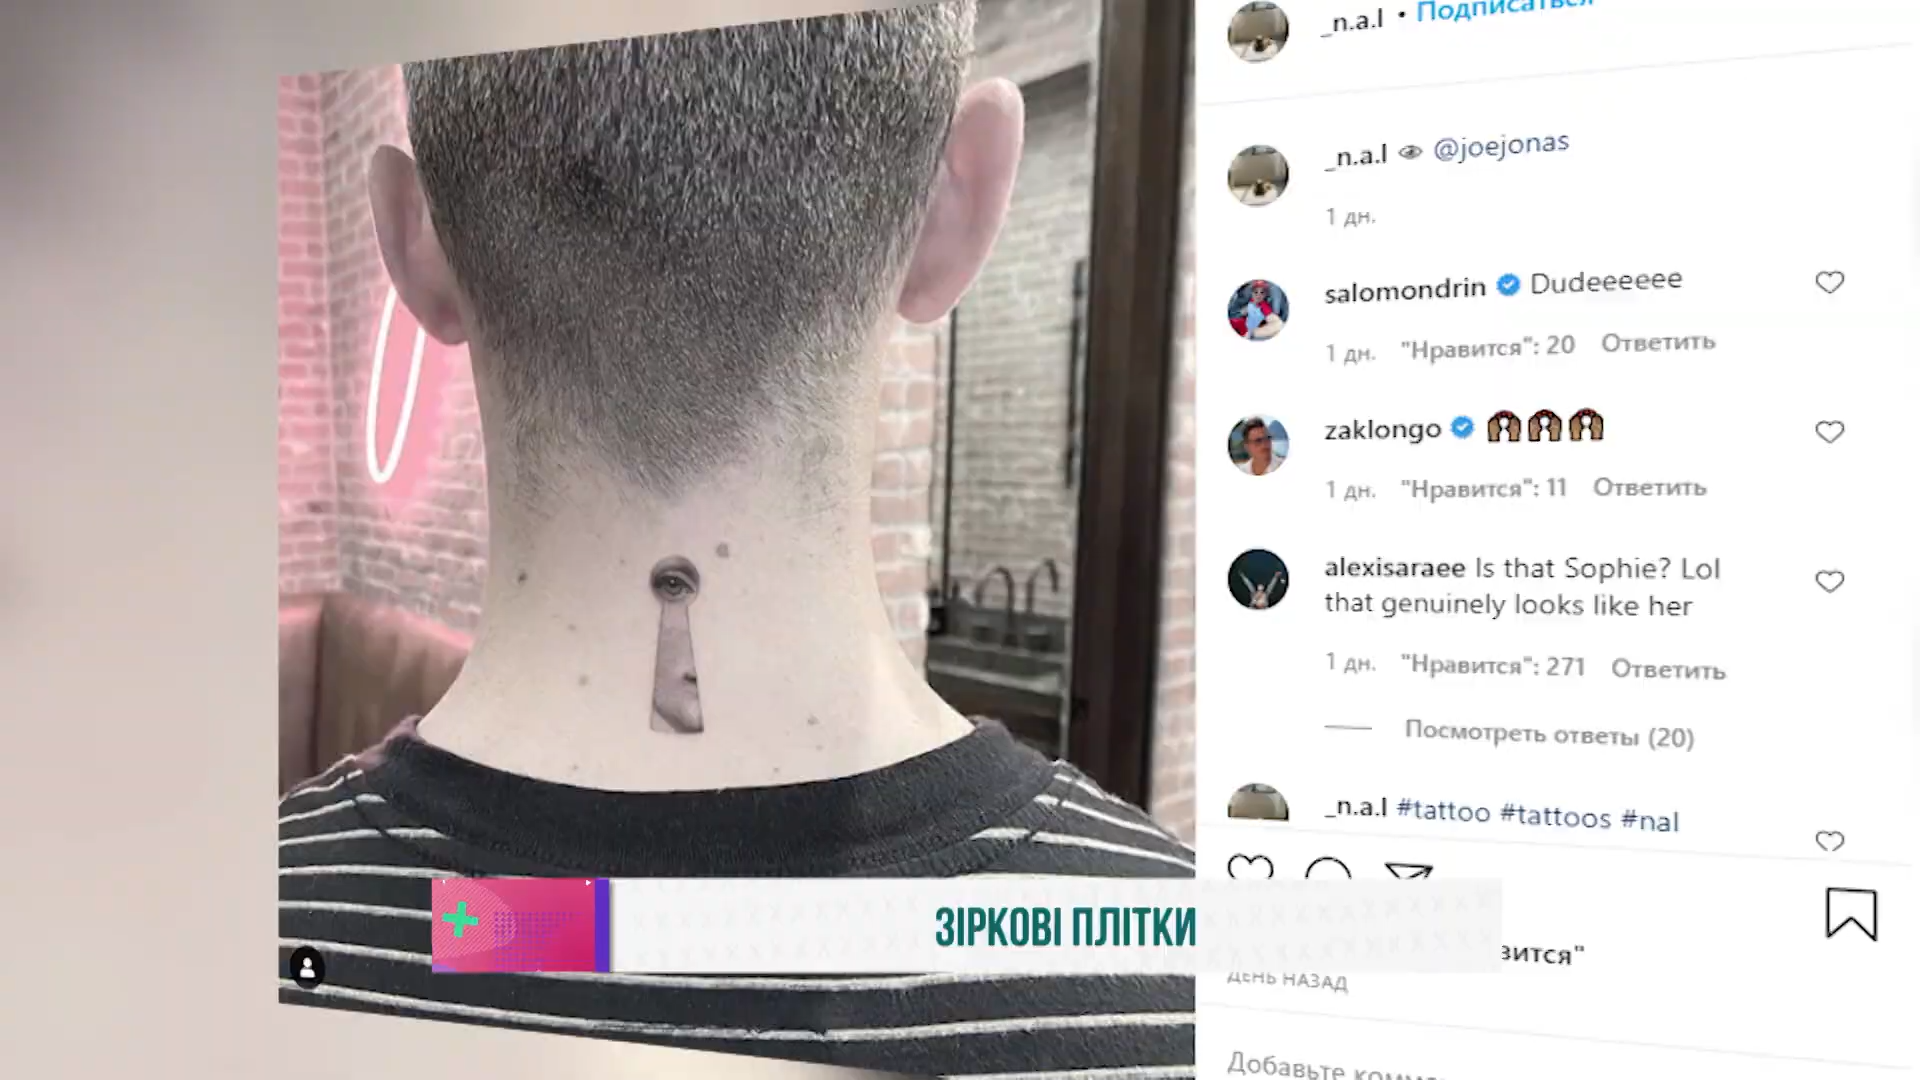 _n.a.l • Подписаться
_n.a.l @joejonas
1 дн.
salomondrin Dudeeeeee
1 дн. "Нравится": 20 Ответить
zaklongo
1 дн. "Нравится": 11 Ответить
alexisaraee Is that Sophie? Lol
that genuinely looks like her
1 дн. "Нравится": 271 Ответить
Посмотреть ответы (20)
_n.a.l #tattoo #tattoos #nal
ЗІРКОВІ ПЛІТКИ
вится"
ДЕНЬ НАЗАД
Добавьте